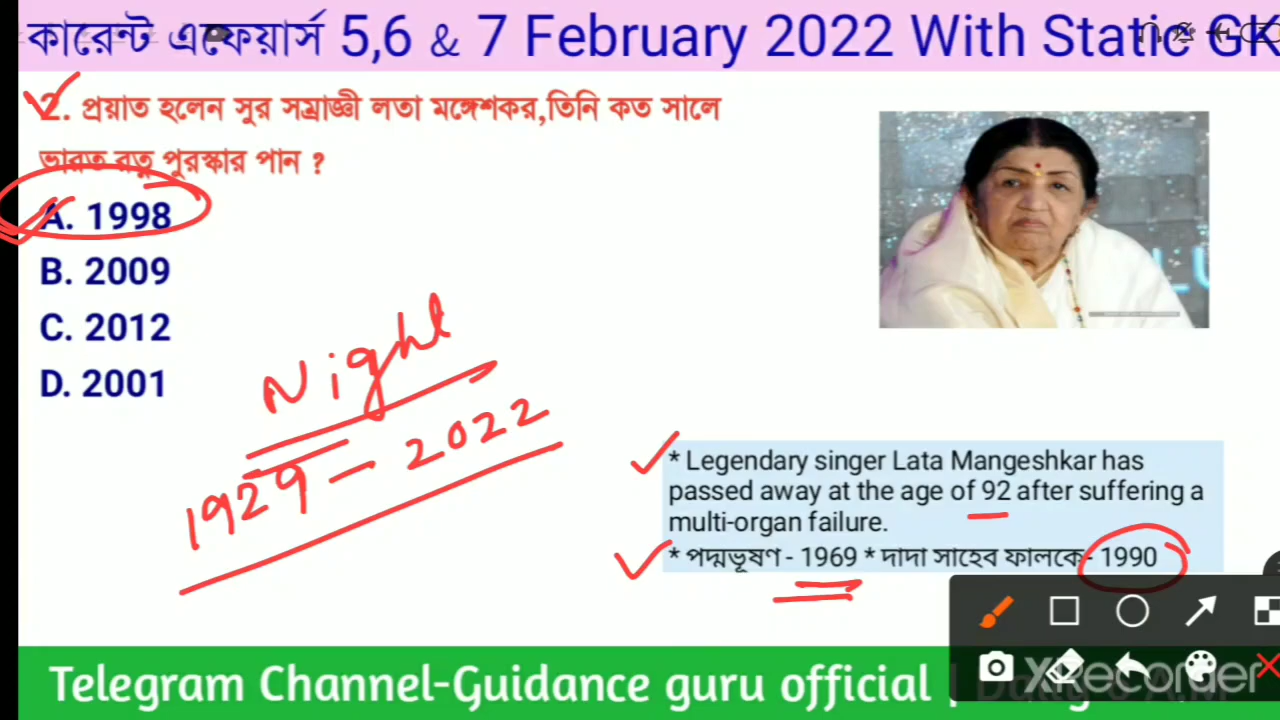 কারেন্ট এফেয়ার্স 5,6 & 7 February 2022 With Static GK
2. প্রয়াত হলেন সুর সম্রাজ্ঞী লতা মঙ্গেশকর,তিনি কত সালে
ভারত রত্ন পুরস্কার পান ?
A. 1998
B. 2009
C. 2012
D. 2001
Night
1929 - 2022
* Legendary singer Lata Mangeshkar has
passed away at the age of 92 after suffering a
multi-organ failure.
* পদ্মভূষণ - 1969 * দাদা সাহেব ফালকে- 1990
Telegram Channel-Guidance guru official |
XRecorder